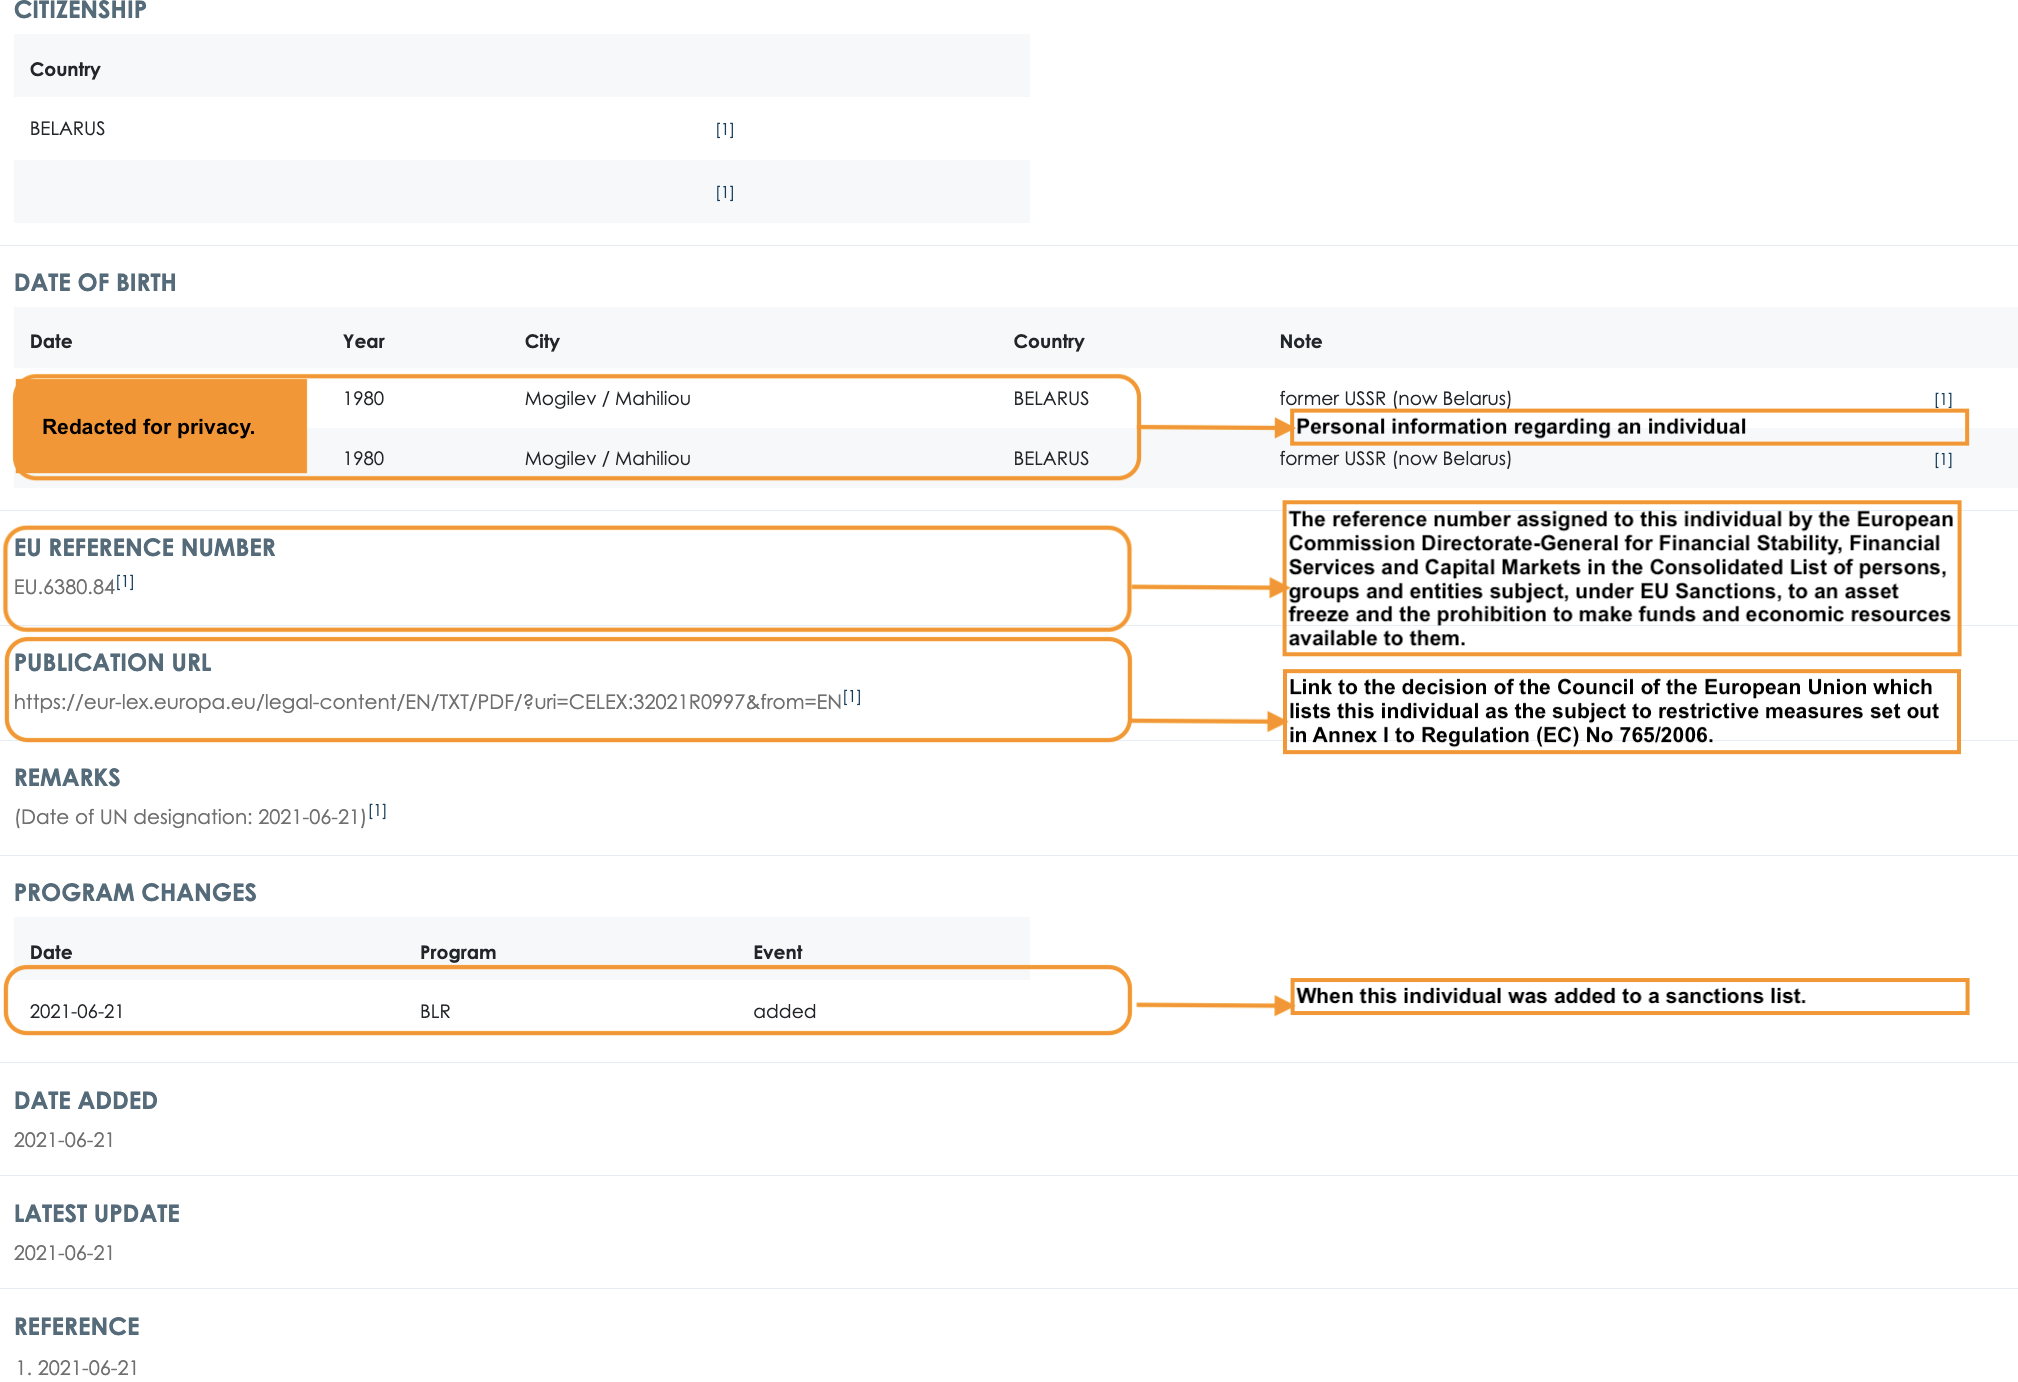 CITIZENSHIP
Country
BELARUS [1]
[1]
DATE OF BIRTH
Date Year City Country Note
1980 Mogilev / Mahiliou BELARUS former USSR (now Belarus) [1]
Redacted for privacy.
Personal information regarding an individual
1980 Mogilev / Mahiliou BELARUS former USSR (now Belarus) [1]
EU REFERENCE NUMBER
EU.6380.84[1]
The reference number assigned to this individual by the European
Commission Directorate-General for Financial Stability, Financial
Services and Capital Markets in the Consolidated List of persons,
groups and entities subject, under EU Sanctions, to an asset
freeze and the prohibition to make funds and economic resources
available to them.
PUBLICATION URL
https://eur-lex.europa.eu/legal-content/EN/TXT/PDF/?uri=CELEX:32021R0997&from=EN[1]
Link to the decision of the Council of the European Union which
lists this individual as the subject to restrictive measures set out
in Annex I to Regulation (EC) No 765/2006.
REMARKS
(Date of UN designation: 2021-06-21)[1]
PROGRAM CHANGES
Date Program Event
2021-06-21 BLR added
When this individual was added to a sanctions list.
DATE ADDED
2021-06-21
LATEST UPDATE
2021-06-21
REFERENCE
1. 2021-06-21